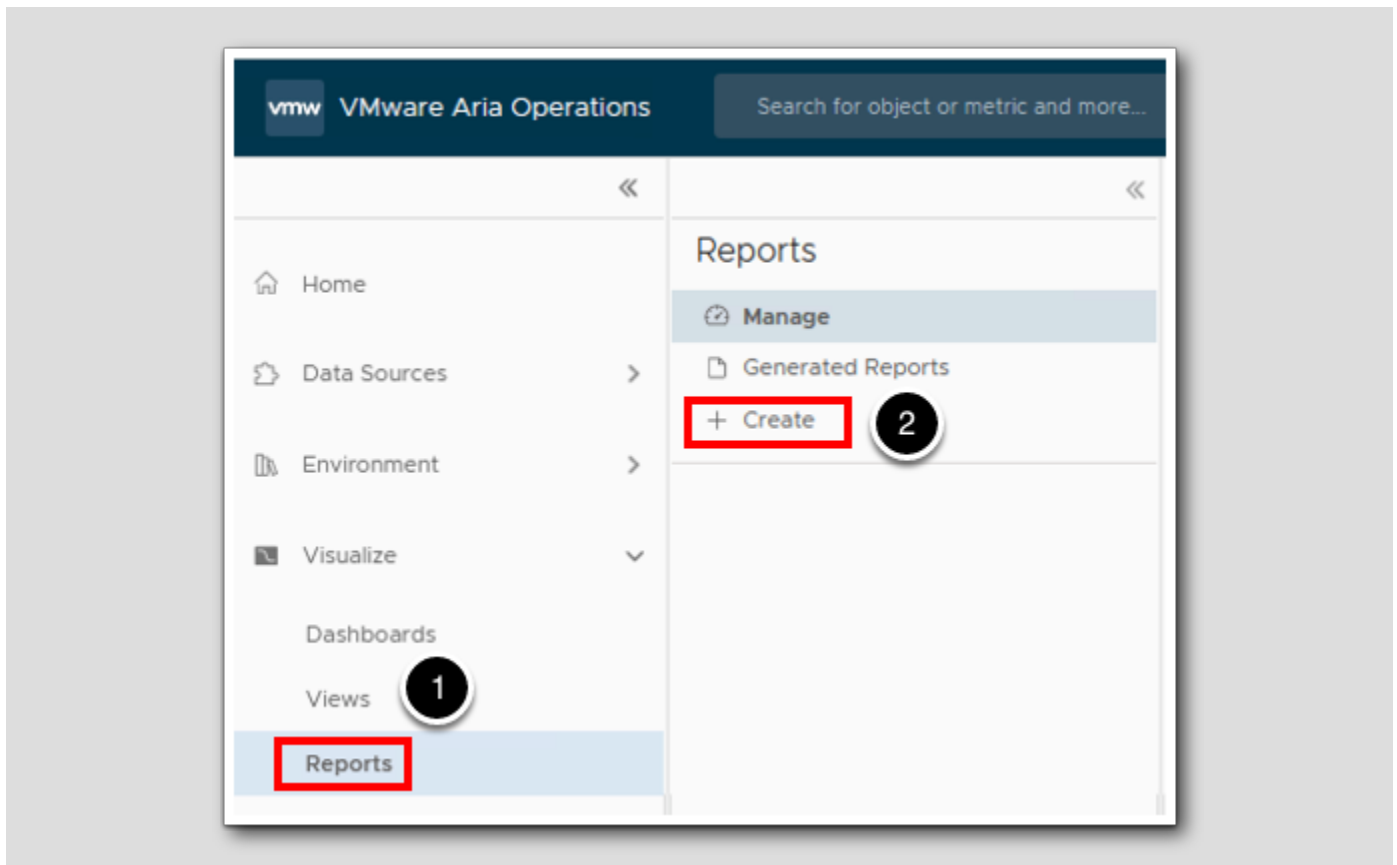 vmw VMware Aria Operations
Search for object or metric and more...
Home
Data Sources
Environment
Visualize
Dashboards
Views
1
Reports
Reports
Manage
Generated Reports
+ Create
2